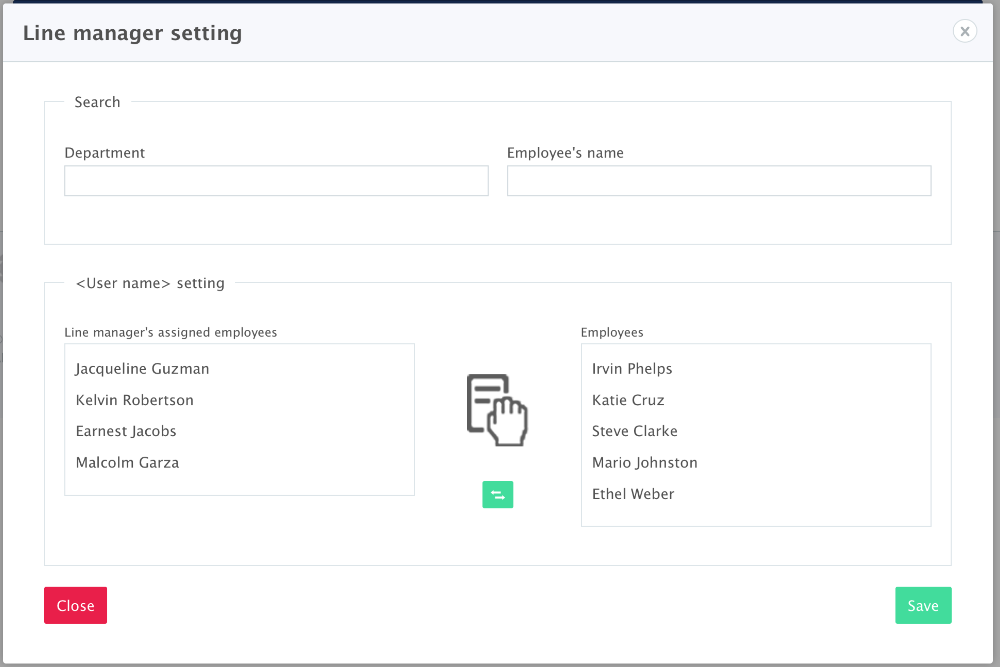 Line manager setting
Search
Department
Employee's name
<User name> setting
Line manager's assigned employees
Jacqueline Guzman
Kelvin Robertson
Earnest Jacobs
Malcolm Garza
Employees
Irvin Phelps
Katie Cruz
Steve Clarke
Mario Johnston
Ethel Weber
Close
Save